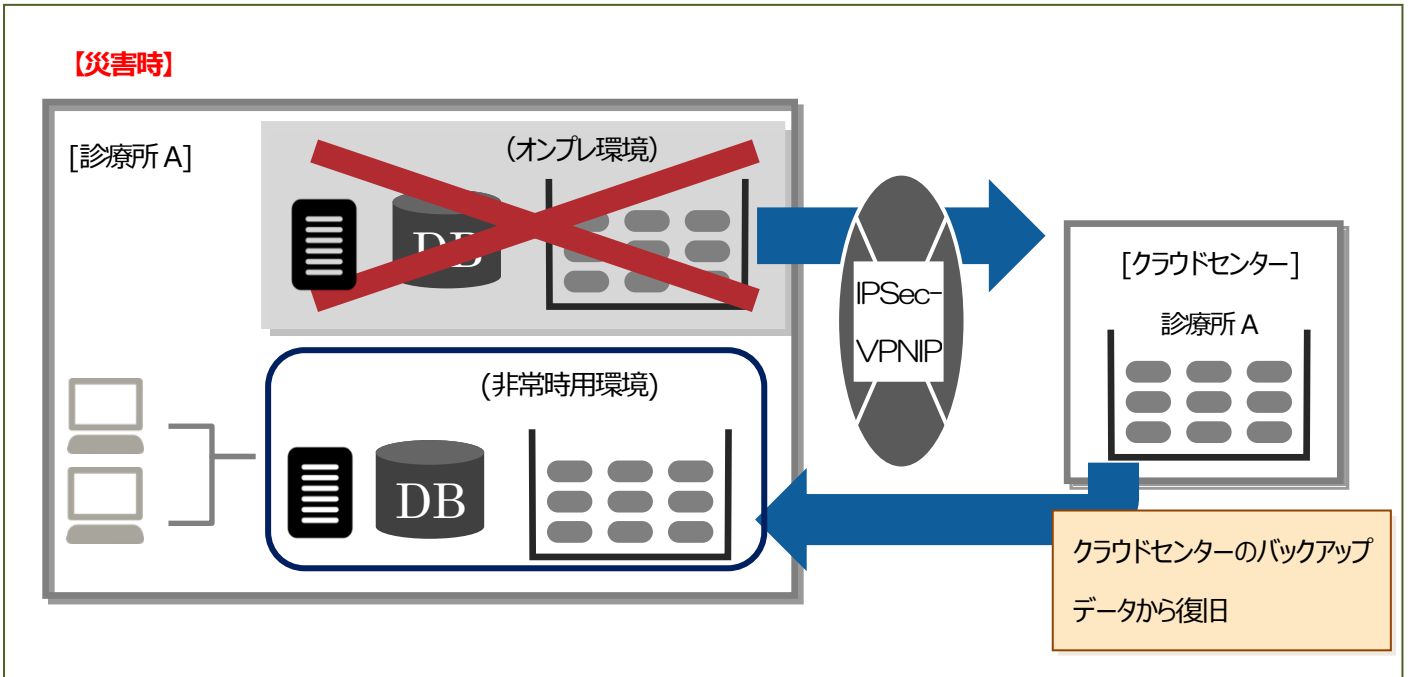 【災害時】
[診療所 A]
（オンプレ環境）
DB
IPSec-
VPNIP
[クラウドセンター]
診療所 A
(非常時用環境)
DB
クラウドセンターのバックアップ
データから復旧